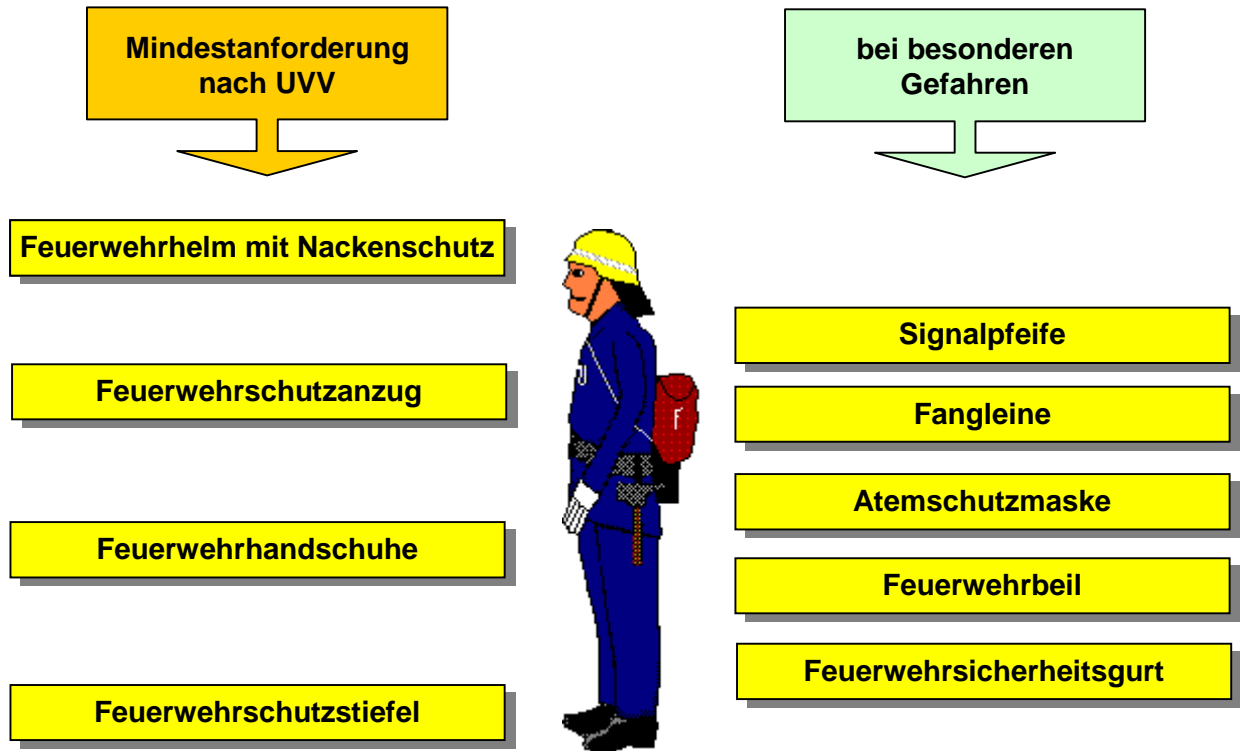 Mindestanforderung
nach UVV
bei besonderen
Gefahren
Feuerwehrhelm mit Nackenschutz
Feuerwehrschutzanzug
Feuerwehrhandschuhe
Feuerwehrschutzstiefel
Signalpfeife
Fangleine
Atemschutzmaske
Feuerwehrbeil
Feuerwehrsicherheitsgurt
F